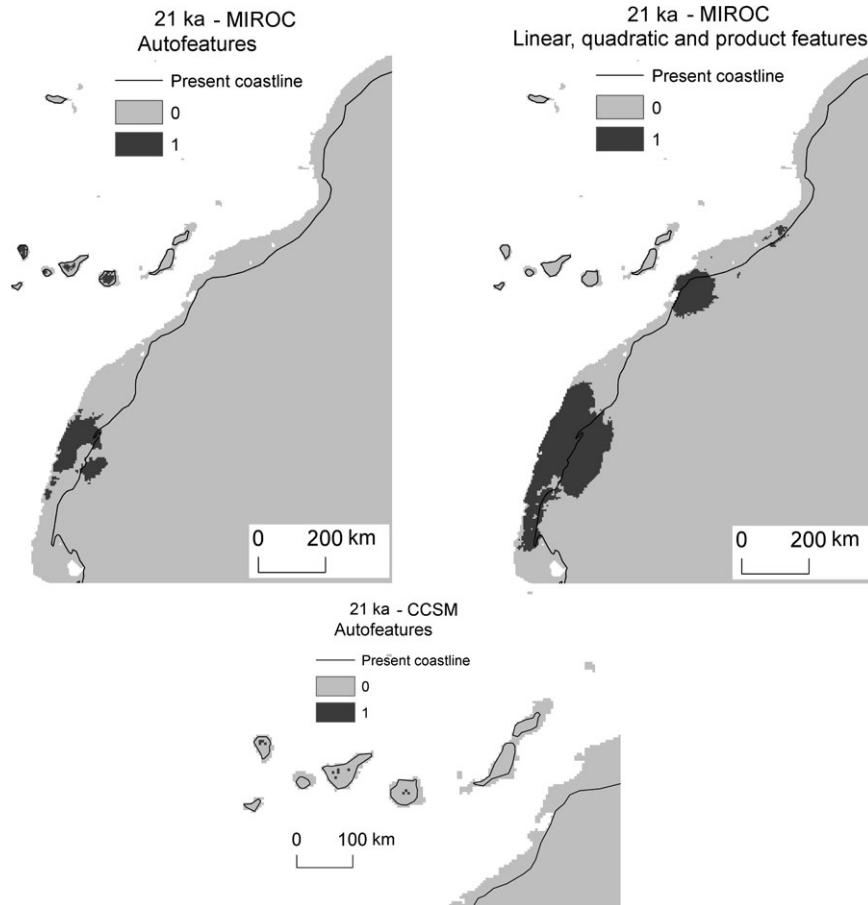 21 ka - MIROC
Autofeatures
Present coastline
0
1
0 200 km
21 ka - MIROC
Linear, quadratic and product features
Present coastline
0
1
0 200 km
21 ka - CCSM
Autofeatures
Present coastline
0
1
0 100 km